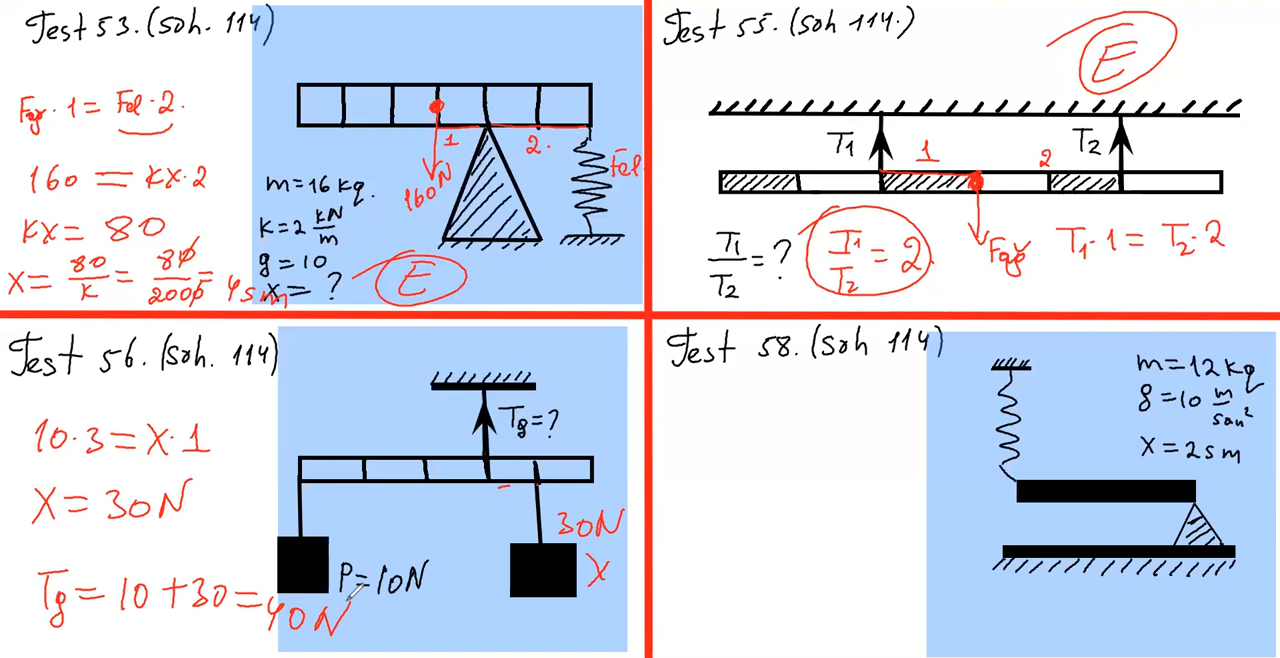 Test 53. (Səh. 114)
Fağ · 1 = Fel · 2.
160 = kx · 2
kx = 80
x = 80/k = 80/2000 = 4sm
1
2.
160N
Fel
m = 16 kq.
k = 2 kN/m
g = 10
x = ?
E
Test 55. (Səh 114.)
E
T1
T2
1
2
Fağ
T1/T2 = ?
T1/T2 = 2.
T1 · 1 = T2 · 2
Test 56. (Səh. 114)
10 · 3 = X · 1
X = 30N
Tg = 10 + 30 = 40N
Tg = ?
P = 10N
30N
X
Test 58. (Səh 114)
m = 12 kq
g = 10 m/san²
X = 2sm